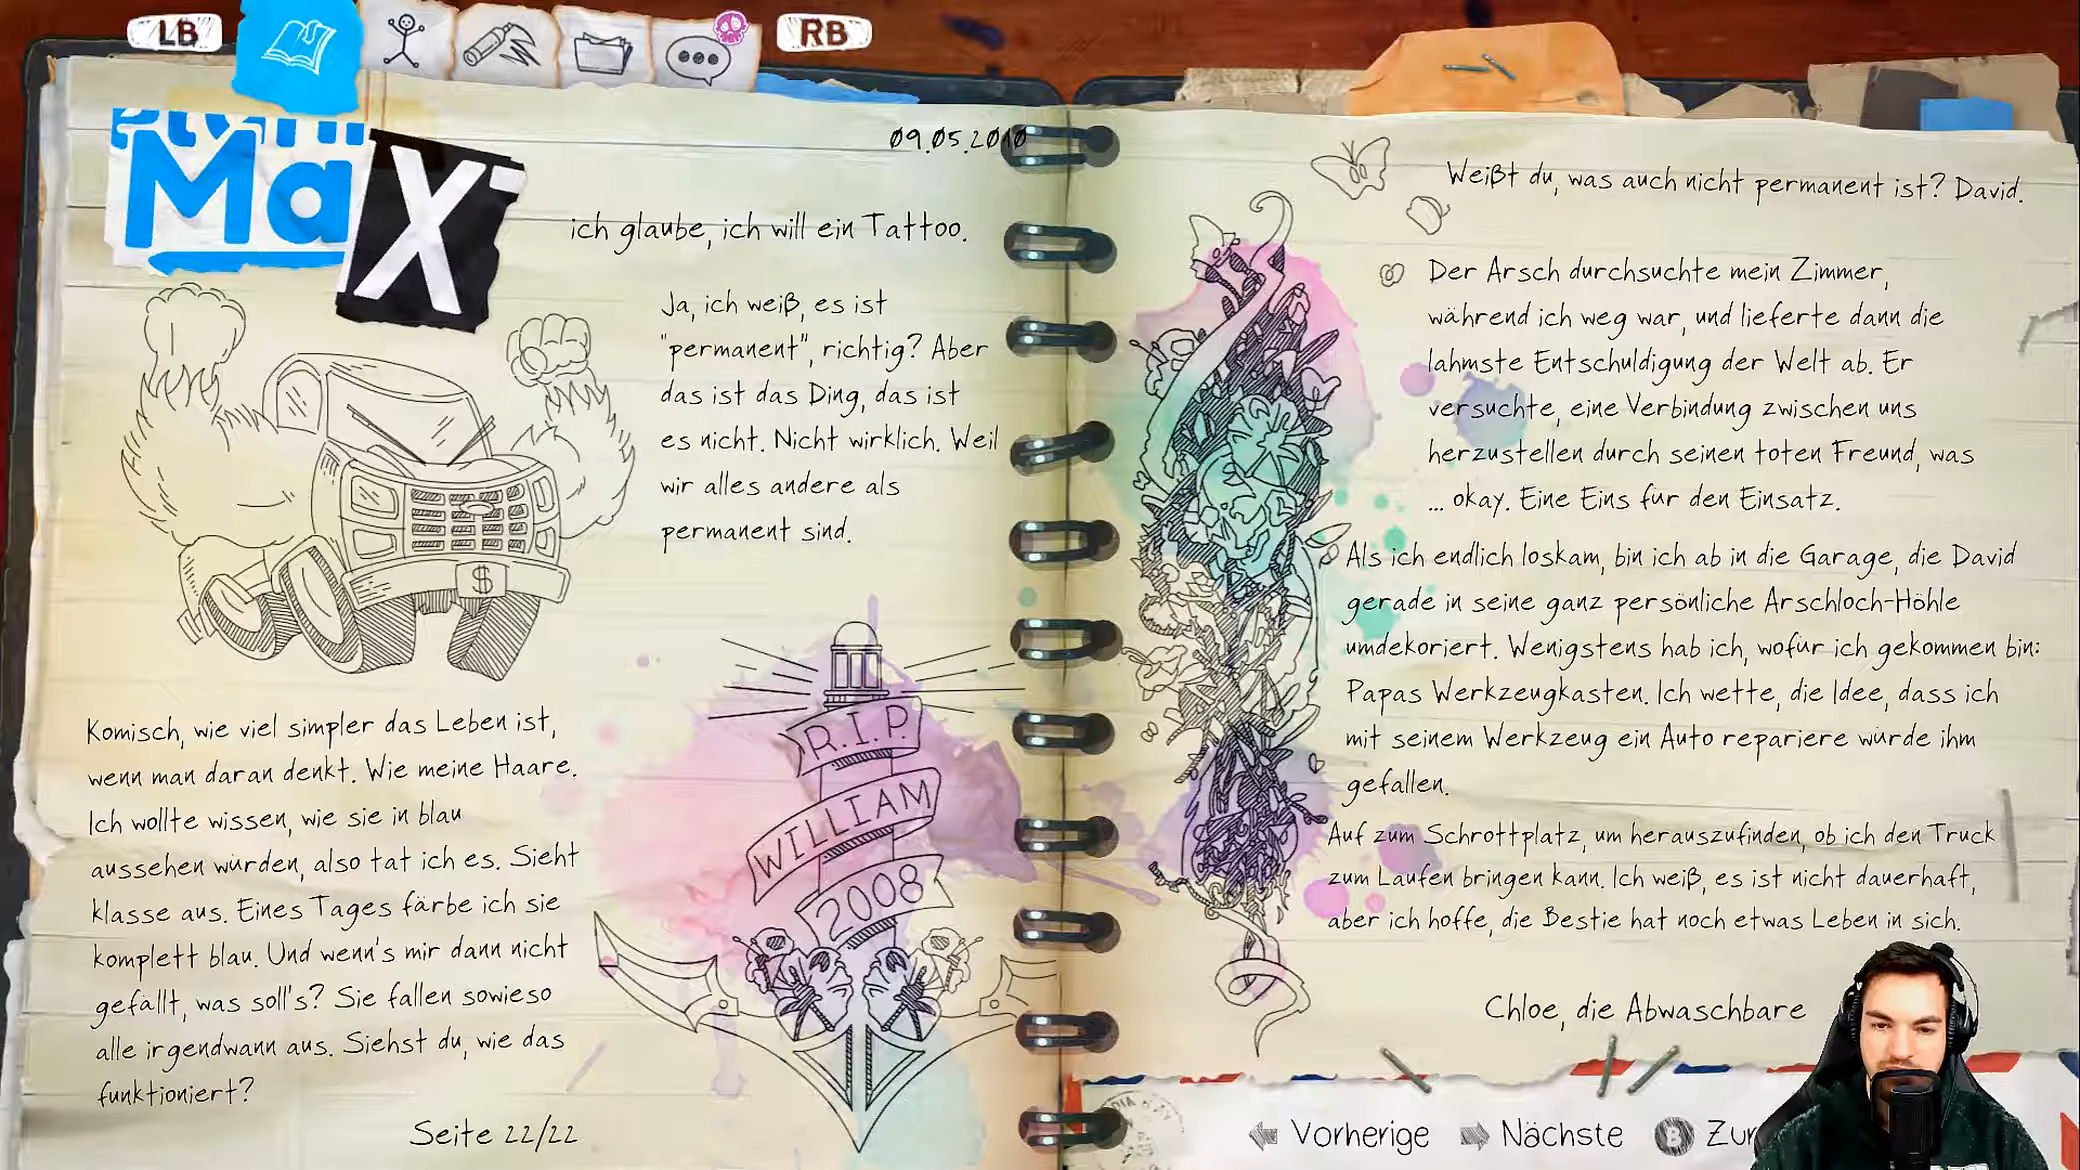 LB
RB
Max
09.05.2010
ich glaube, ich will ein Tattoo.
Ja, ich weiß, es ist
"permanent", richtig? Aber
das ist das Ding, das ist
es nicht. Nicht wirklich. Weil
wir alles andere als
permanent sind.
$
Komisch, wie viel simpler das Leben ist,
wenn man daran denkt. Wie meine Haare.
Ich wollte wissen, wie sie in blau
aussehen würden, also tat ich es. Sieht
klasse aus. Eines Tages färbe ich sie
komplett blau. Und wenn's mir dann nicht
gefällt, was soll's? Sie fallen sowieso
alle irgendwann aus. Siehst du, wie das
funktioniert?
R.I.P.
WILLIAM
2008
Seite 22/22
Weißt du, was auch nicht permanent ist? David.
Der Arsch durchsuchte mein Zimmer,
während ich weg war, und lieferte dann die
lahmste Entschuldigung der Welt ab. Er
versuchte, eine Verbindung zwischen uns
herzustellen durch seinen toten Freund, was
... okay. Eine Eins für den Einsatz.
Als ich endlich loskam, bin ich ab in die Garage, die David
gerade in seine ganz persönliche Arschloch-Höhle
umdekoriert. Wenigstens hab ich, wofür ich gekommen bin:
Papas Werkzeugkasten. Ich wette, die Idee, dass ich
mit seinem Werkzeug ein Auto repariere würde ihm
gefallen.
Auf zum Schrottplatz, um herauszufinden, ob ich den Truck
zum Laufen bringen kann. Ich weiß, es ist nicht dauerhaft,
aber ich hoffe, die Bestie hat noch etwas Leben in sich.
Chloe, die Abwaschbare
Vorherige
Nächste
B